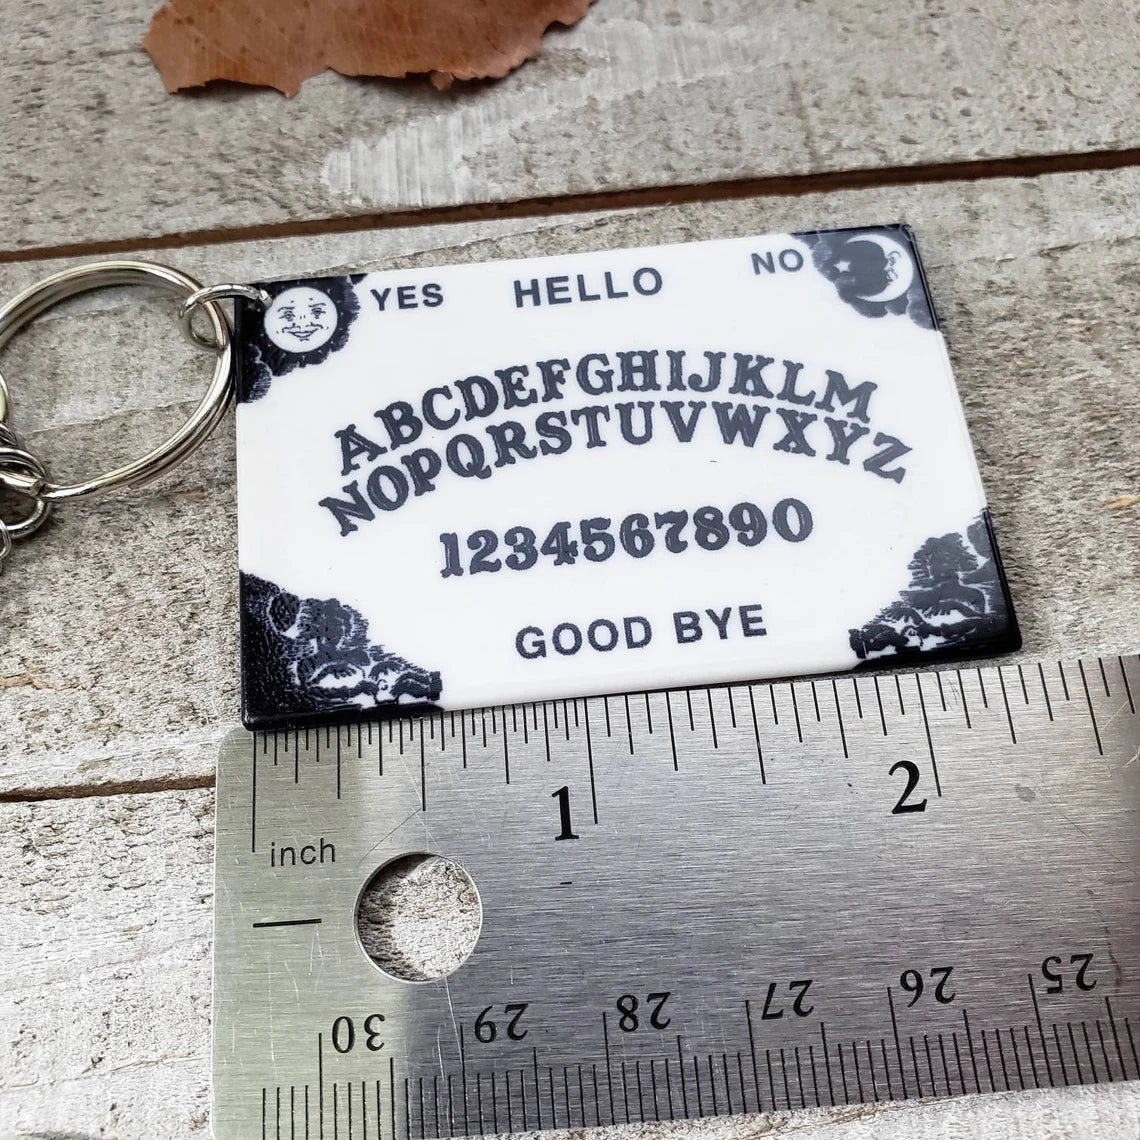 YES HELLO NO
ABCDEFGHIJKLM
NOPQRSTUVWXYZ
1234567890
GOOD BYE
1 2
inch
30 29 28 27 26 25